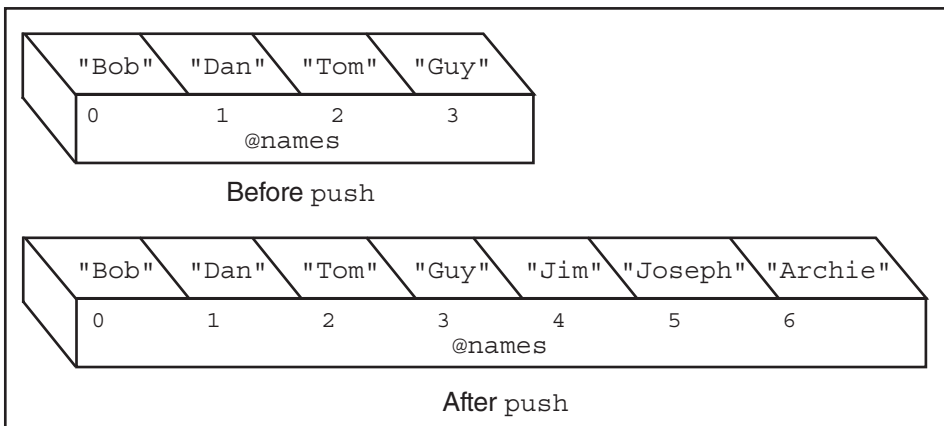 "Bob" "Dan" "Tom" "Guy"
0 1 2 3
@names
Before push
"Bob" "Dan" "Tom" "Guy" "Jim" "Joseph" "Archie"
0 1 2 3 4 5 6
@names
After push